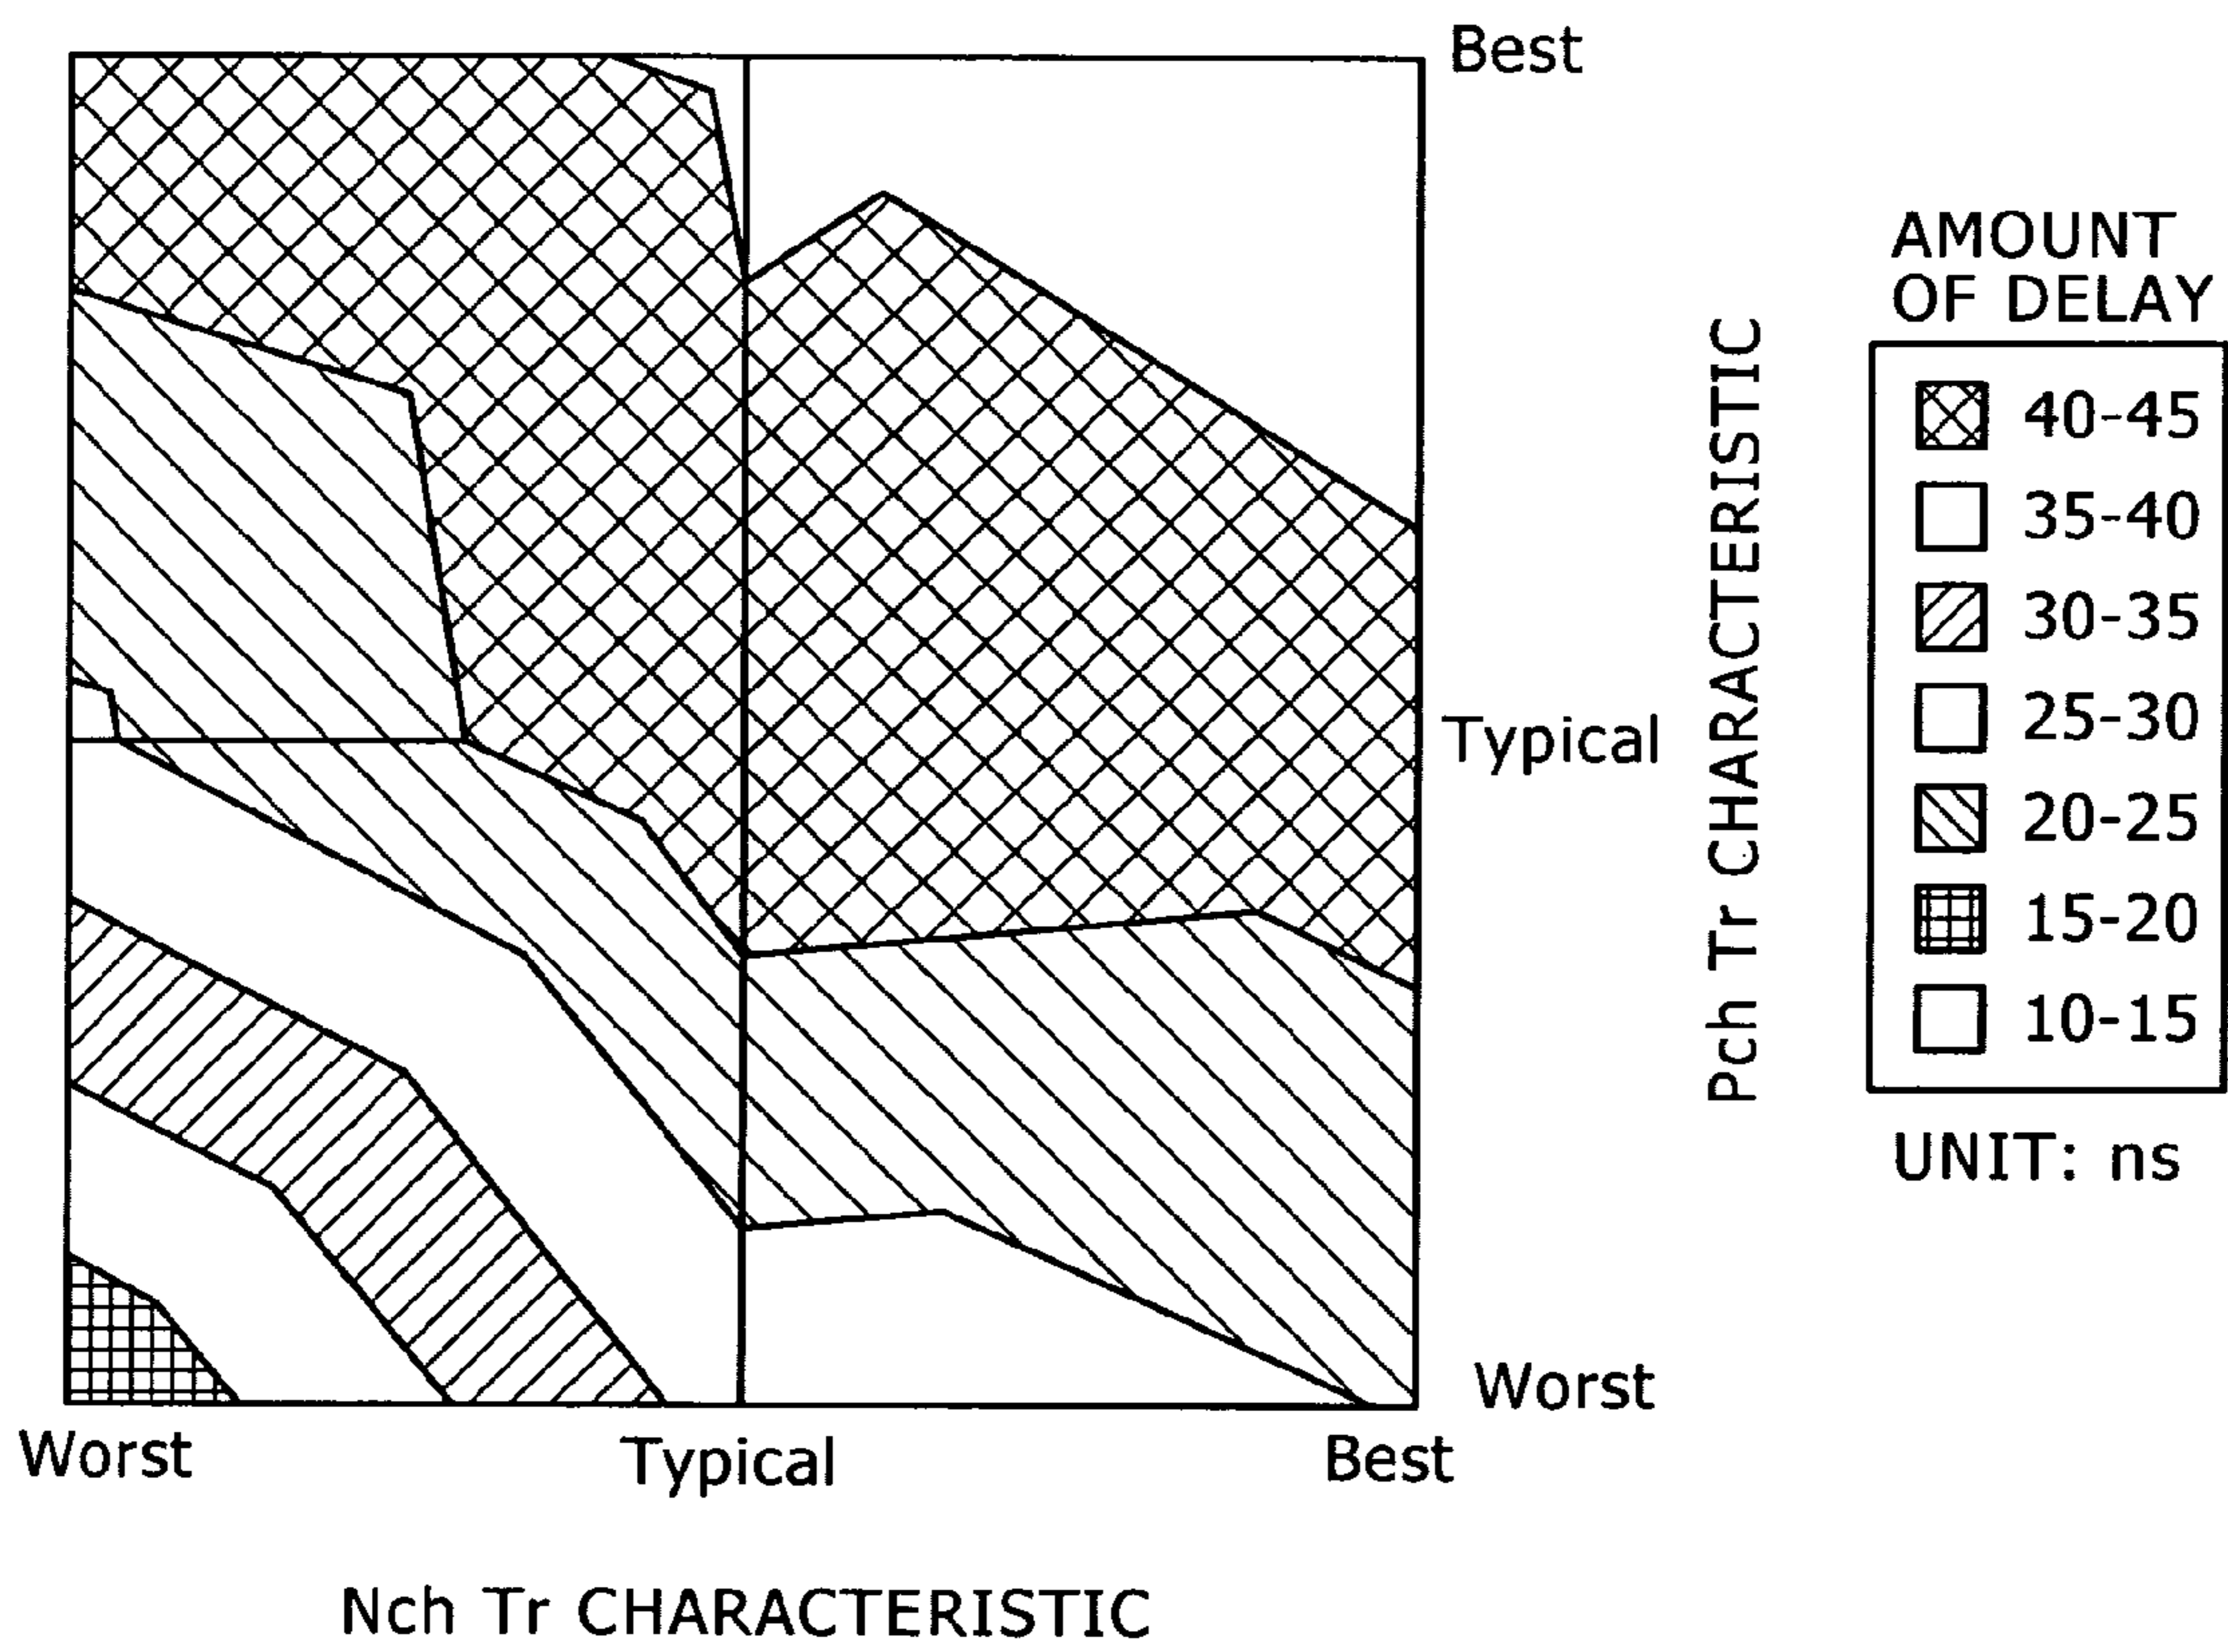 Best
AMOUNT
OF DELAY
40-45
35-40
30-35
25-30
20-25
15-20
10-15
UNIT: ns
Pch Tr CHARACTERISTIC
Typical
Worst
Worst
Typical
Best
Nch Tr CHARACTERISTIC